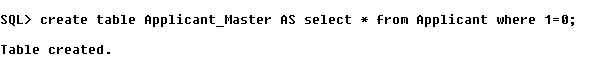 SQL> create table Applicant_Master AS select * from Applicant where 1=0;
Table created.